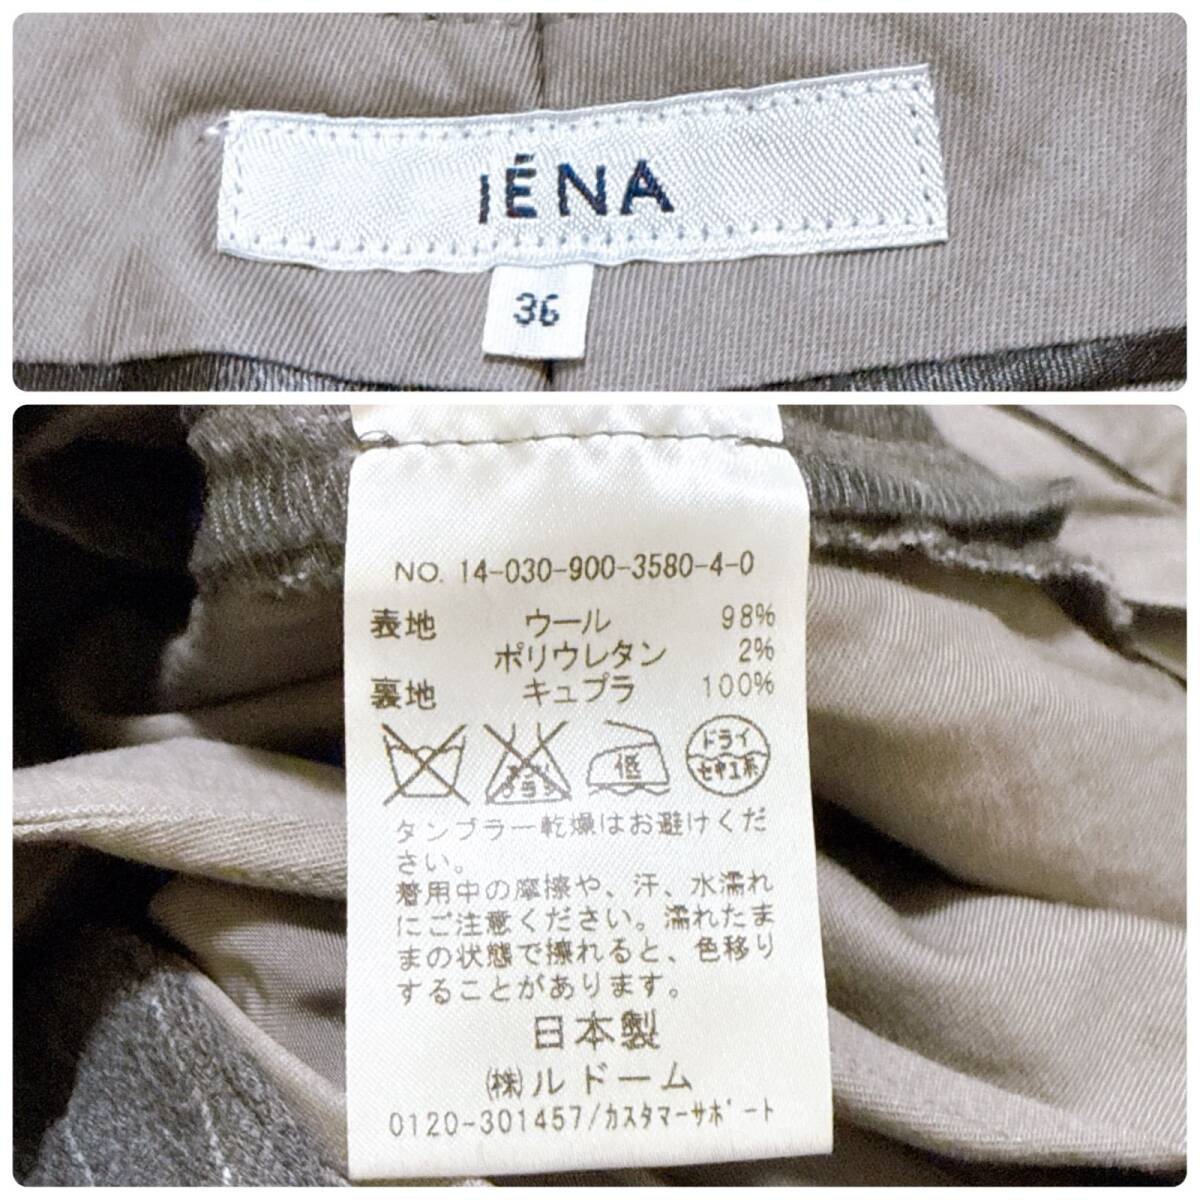 IÉNA
36
NO. 14-030-900-3580-4-0
表地 ウール 98%
ポリウレタン 2%
裏地 キュプラ 100%
エンソ サラシ 低 ドライ セキユ系
タンブラー乾燥はお避けくだ
さい。
着用中の摩擦や、汗、水濡れ
にご注意ください。濡れたま
まの状態で擦れると、色移り
することがあります。
日本製
㈱ルドーム
0120-301457/カスタマーサポート